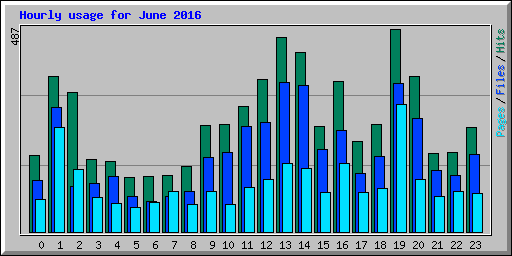 Hourly usage for June 2016
487
Pages / Files / Hits
0 1 2 3 4 5 6 7 8 9 10 11 12 13 14 15 16 17 18 19 20 21 22 23